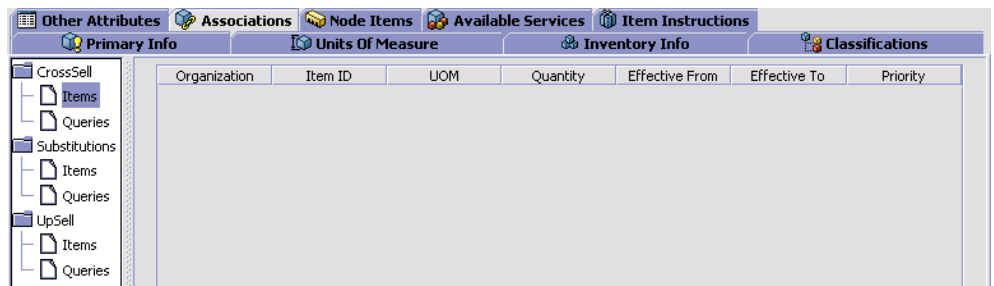 Other Attributes Associations Node Items Available Services Item Instructions
Primary Info Units Of Measure Inventory Info Classifications
CrossSell
Items
Queries
Substitutions
Items
Queries
UpSell
Items
Queries
Organization Item ID UOM Quantity Effective From Effective To Priority